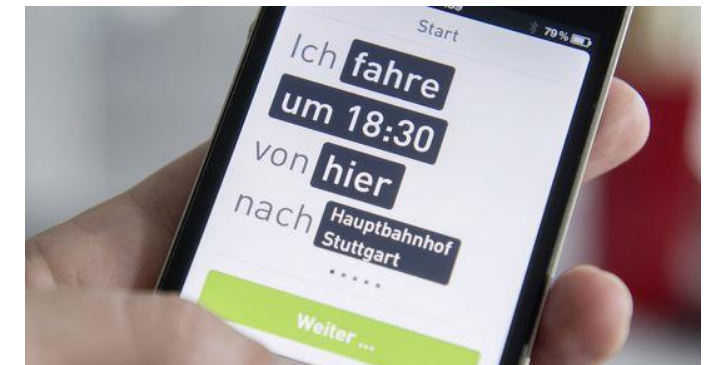 79%
Start
Ich fahre
um 18:30
von hier
nach Hauptbahnhof
Stuttgart
Weiter ...